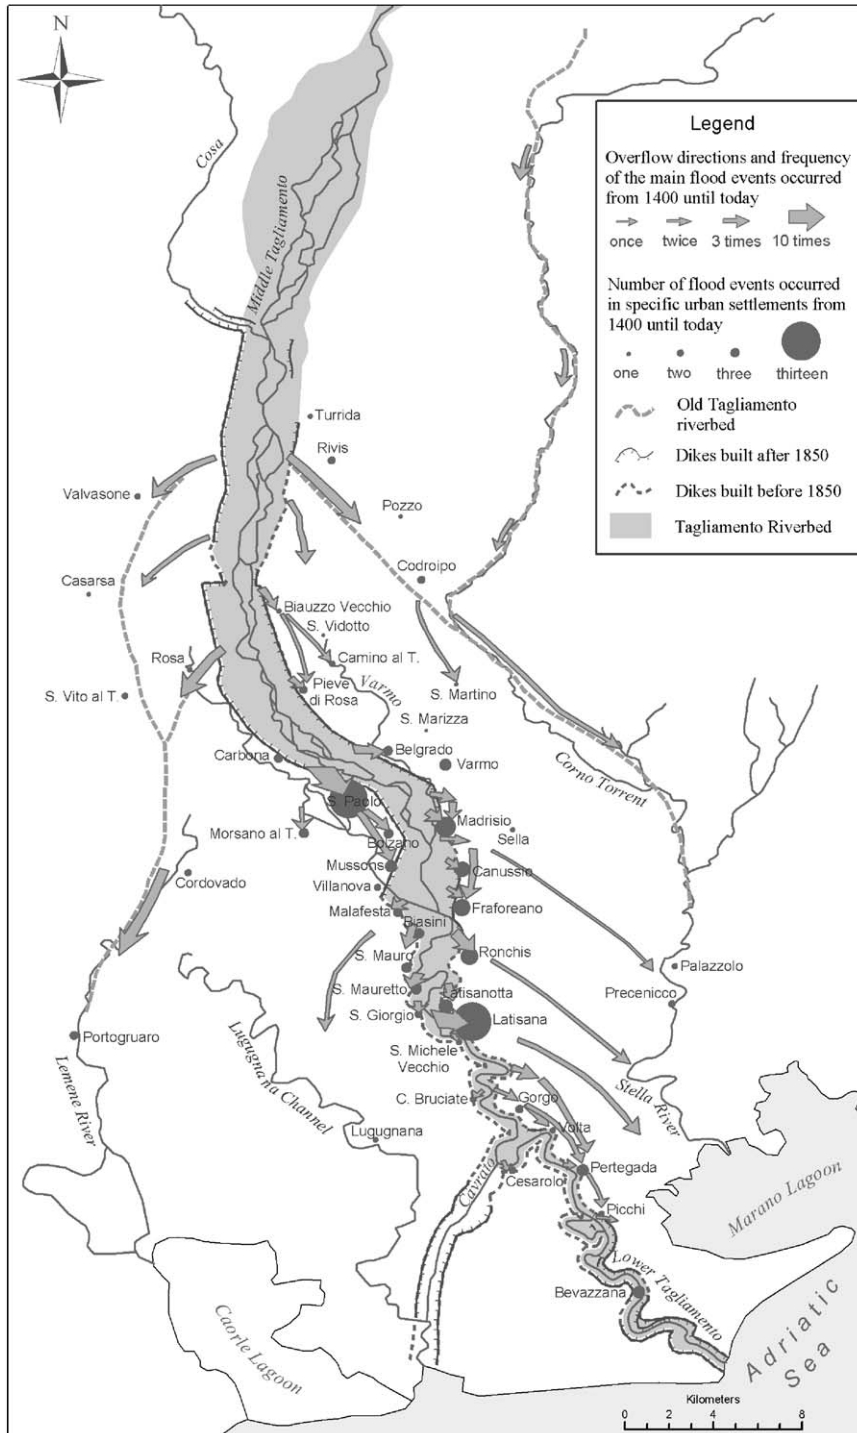 N
Legend
Overflow directions and frequency
of the main flood events occurred
from 1400 until today
once twice 3 times 10 times
Number of flood events occurred
in specific urban settlements from
1400 until today
one two three thirteen
Old Tagliamento
riverbed
Dikes built after 1850
Dikes built before 1850
Tagliamento Riverbed
Cosa
Middle Tagliamento
Turrida
Rivis
Valvasone
Pozzo
Casarsa
Codroipo
Biauzzo Vecchio
S. Vidotto
Rosa
Camino al T.
Varmo
S. Vito al T.
Pieve
di Rosa
S. Martino
S. Marizza
Carbona
Belgrado
Varmo
Corno Torrent
S. Paolo
Madrisio
Morsano al T.
Bolzano
Sella
Mussons
Canussio
Cordovado
Villanova
Malafesta
Fraforeano
Biasini
S. Mauro
Ronchis
Palazzolo
S. Mauretto
Latisanotta
Precenicco
S. Giorgio
Latisana
Portogruaro
S. Michele
Vecchio
Lemene River
Lugugnana Channel
Stella River
C. Bruciate
Gorgo
Lugugnana
Volta
Cavrato
Cesarolo
Pertegada
Marano Lagoon
Picchi
Lower Tagliamento
Bevazzana
Caorle Lagoon
Adriatic
Sea
Kilometers
0 2 4 8